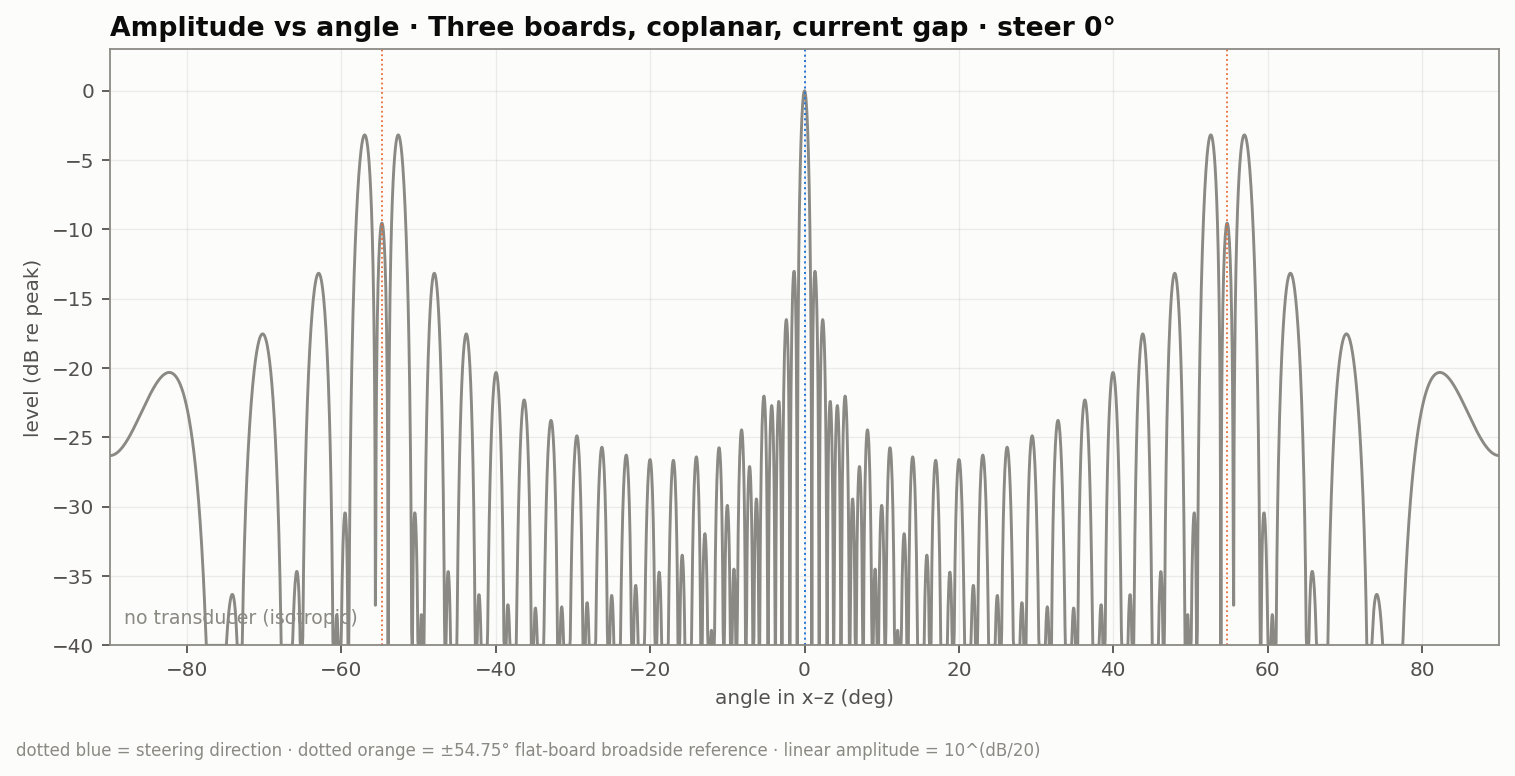 Amplitude vs angle · Three boards, coplanar, current gap · steer 0°
level (dB re peak)
0
−5
−10
−15
−20
−25
−30
−35
−40
no transducer (isotropic)
−80 −60 −40 −20 0 20 40 60 80
angle in x–z (deg)
dotted blue = steering direction · dotted orange = ±54.75° flat-board broadside reference · linear amplitude = 10^(dB/20)